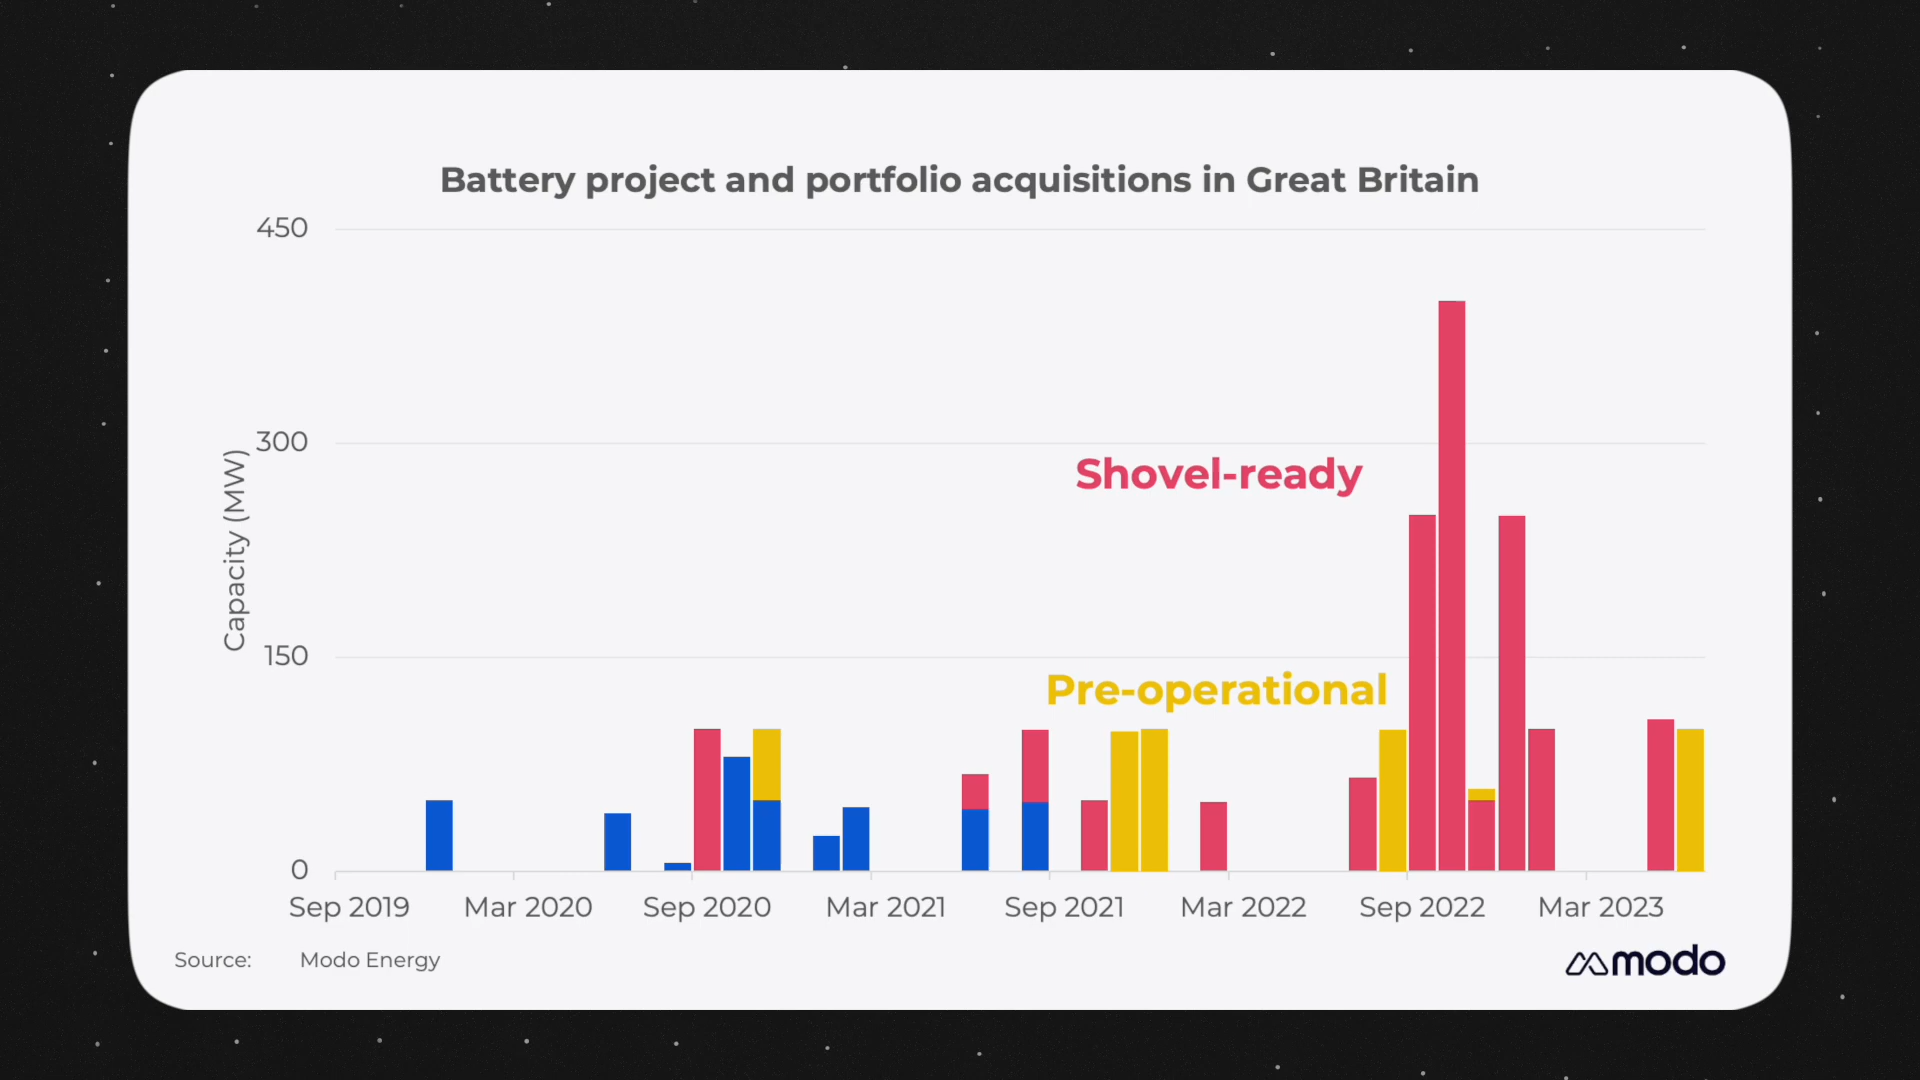 Battery project and portfolio acquisitions in Great Britain
450
300
150
0
Capacity (MW)
Shovel-ready
Pre-operational
Sep 2019 Mar 2020 Sep 2020 Mar 2021 Sep 2021 Mar 2022 Sep 2022 Mar 2023
Source: Modo Energy
modo